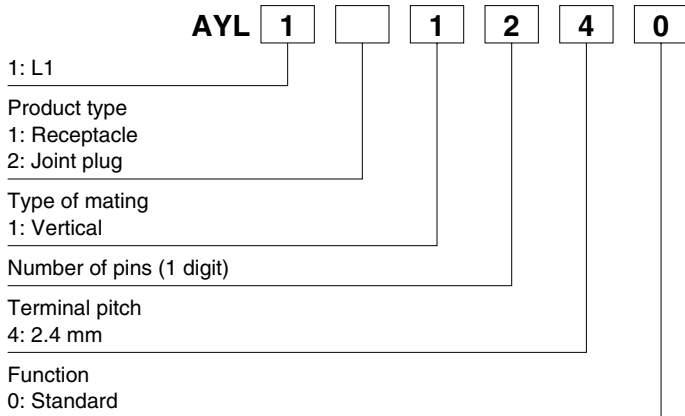 AYL 1 1 2 4 0
1: L1
Product type
1: Receptacle
2: Joint plug
Type of mating
1: Vertical
Number of pins (1 digit)
Terminal pitch
4: 2.4 mm
Function
0: Standard